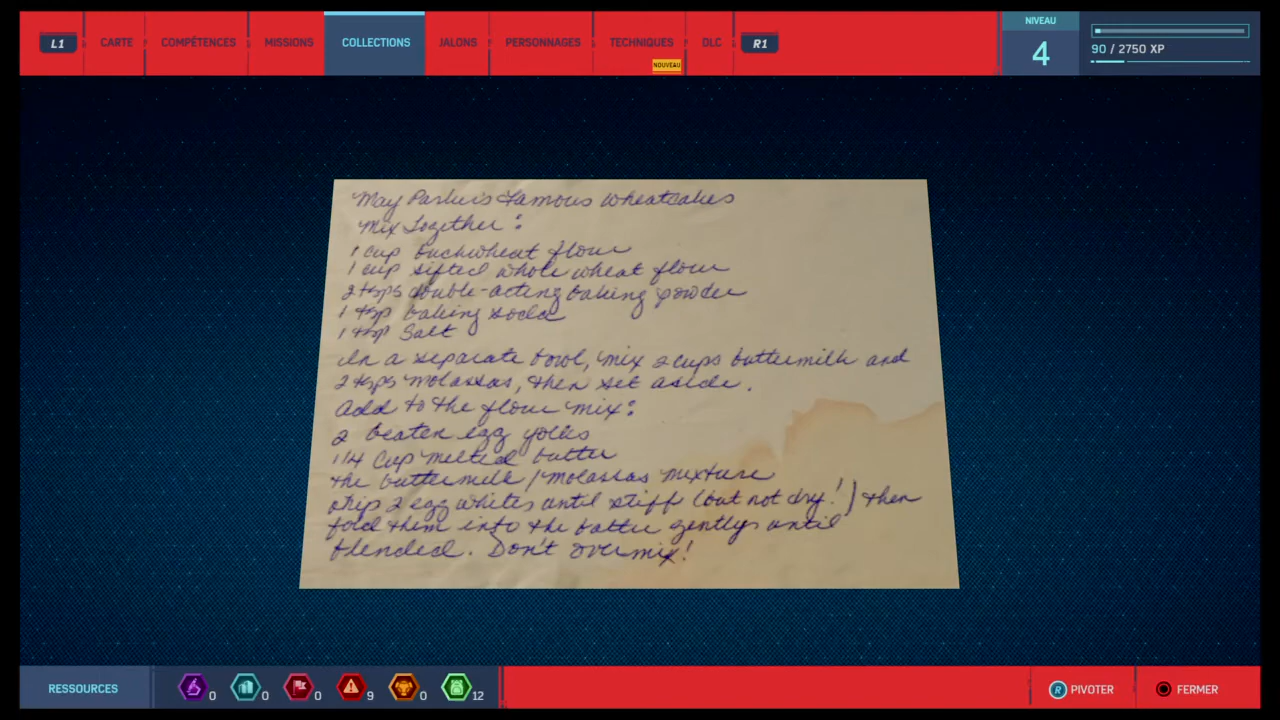 L1 CARTE COMPÉTENCES MISSIONS COLLECTIONS JALONS PERSONNAGES TECHNIQUES DLC R1
NOUVEAU
NIVEAU
4
90 / 2750 XP
May Parker's Famous Wheatcakes
Mix Together:
1 cup buckwheat flour
1 cup sifted whole wheat flour
2 tsps double-acting baking powder
1 tsp baking soda
1 tsp Salt
In a separate bowl, mix 2 cups buttermilk and
2 tsps molassas, then set aside.
Add to the flour mix:
2 beaten egg yolks
1/4 Cup melted butter
the buttermilk/molassas mixture
whip 2 egg whites until stiff (but not dry!) then
fold them into the batter gently until
blended. Don't overmix!
RESSOURCES 0 0 0 9 0 12
R PIVOTER FERMER